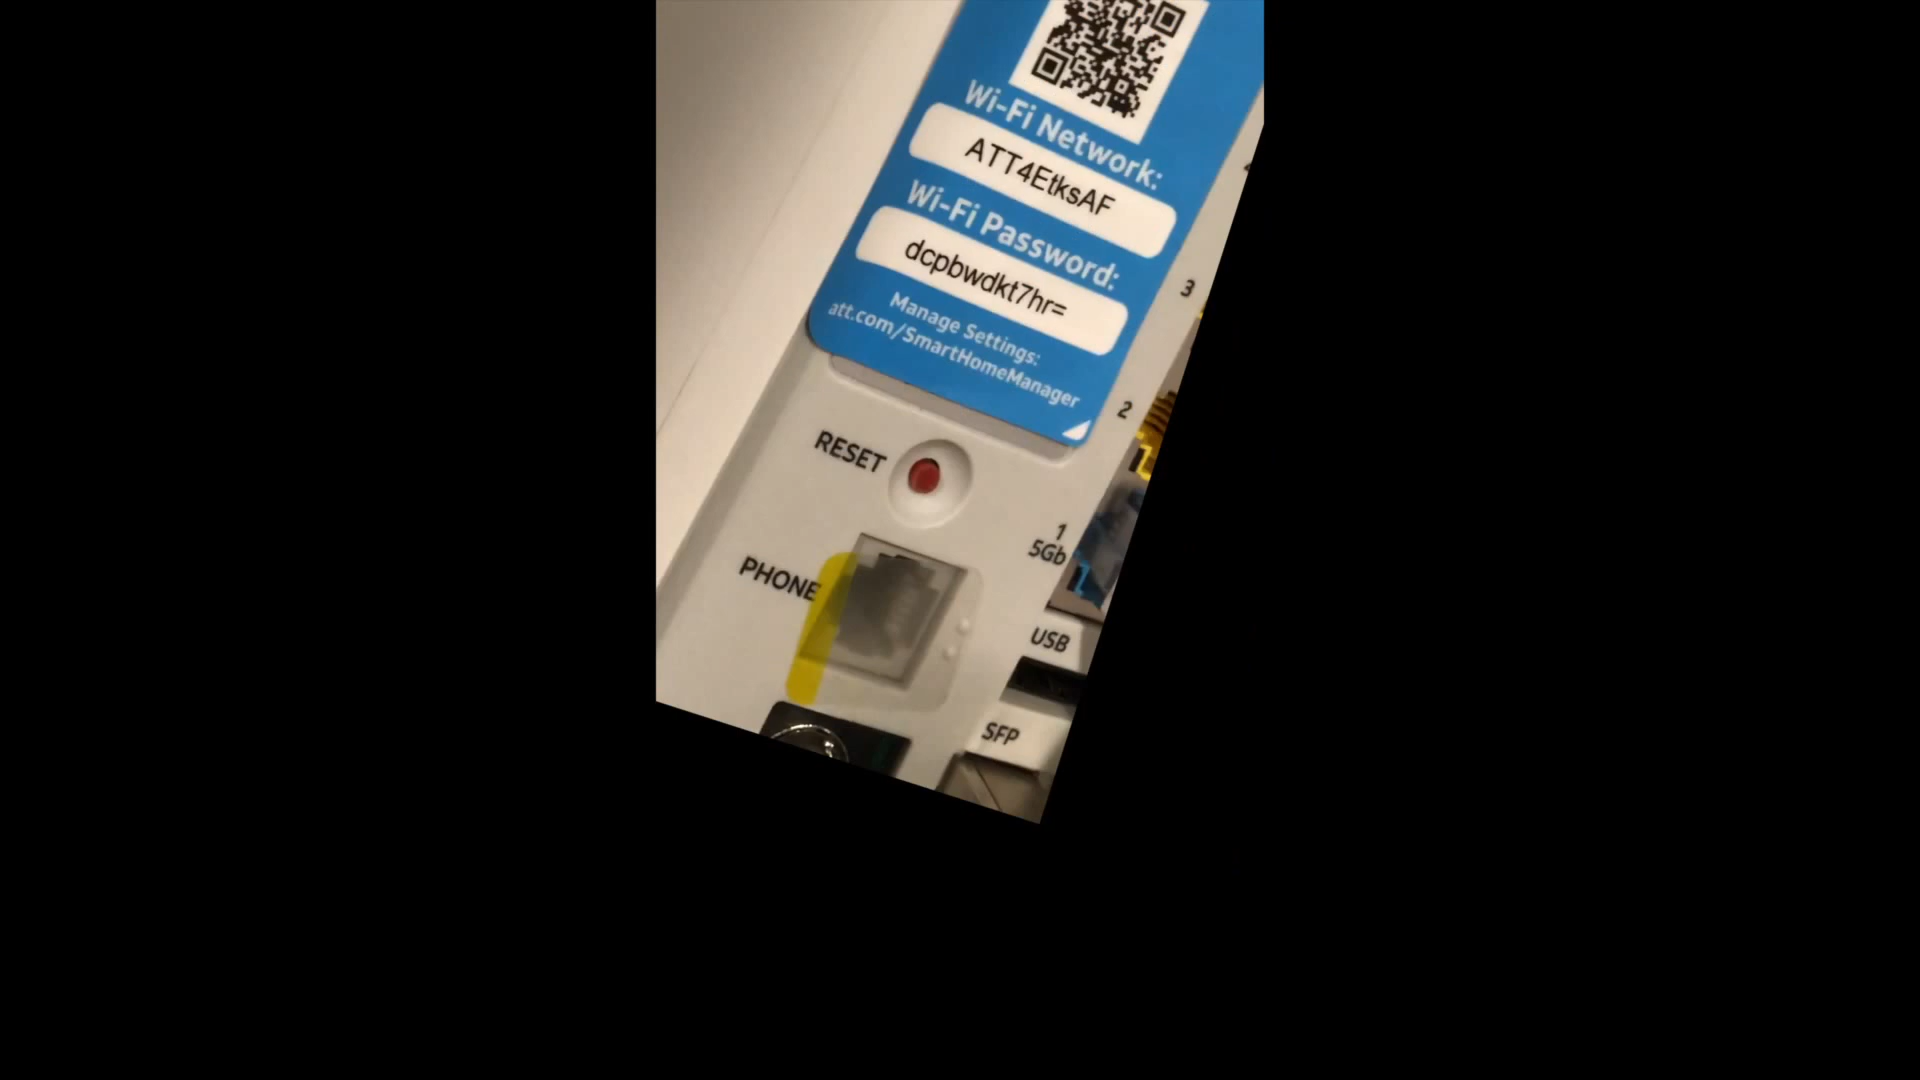 Wi-Fi Network:
ATT4EtksAF
Wi-Fi Password:
dcpbwdkt7hr=
Manage Settings:
att.com/SmartHomeManager
3
2
RESET
1
5Gb
PHONE
USB
SFP